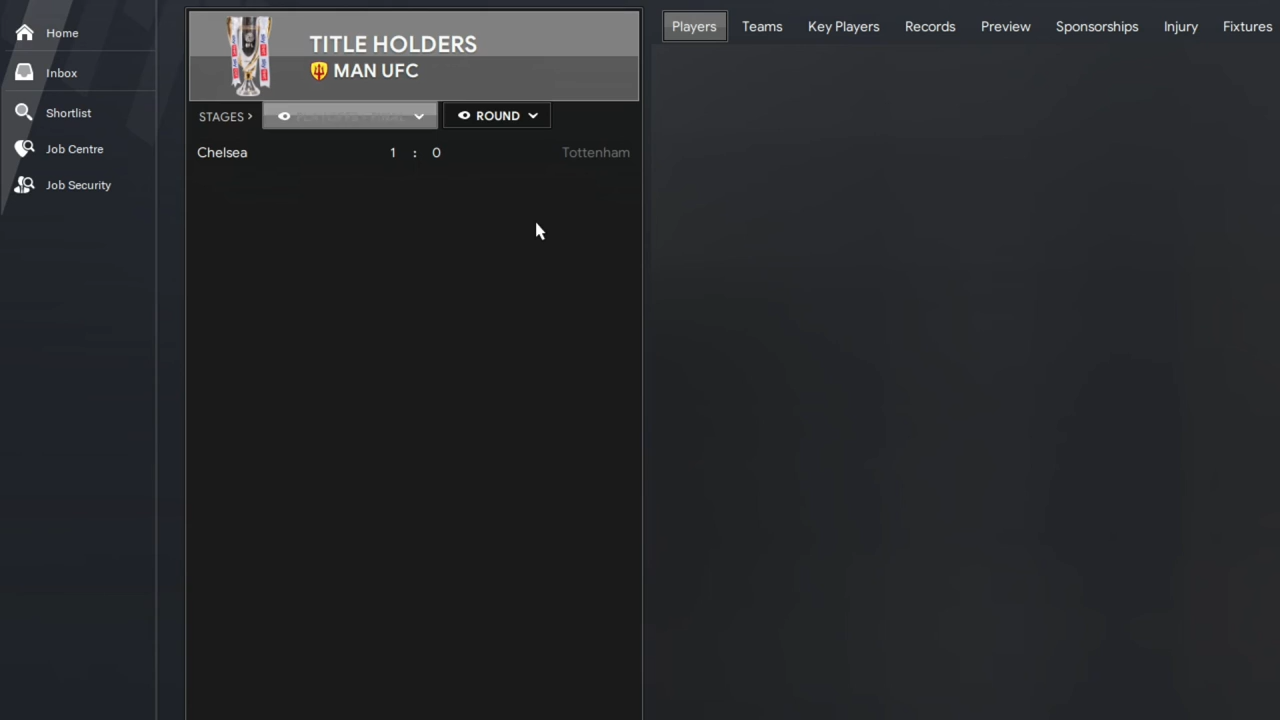 Home
Inbox
Shortlist
Job Centre
Job Security
TITLE HOLDERS
MAN UFC
STAGES >
ROUND
Chelsea 1 : 0 Tottenham
Players Teams Key Players Records Preview Sponsorships Injury Fixtures